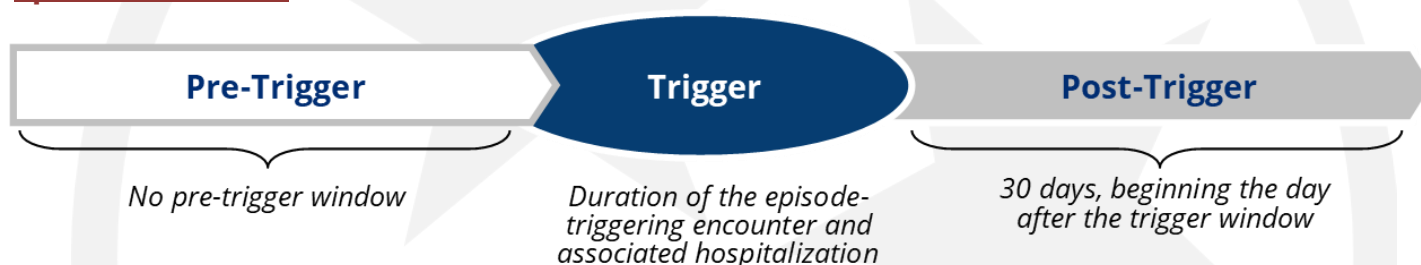 Pre-Trigger
Trigger
Post-Trigger
No pre-trigger window
Duration of the episode-
triggering encounter and
associated hospitalization
30 days, beginning the day
after the trigger window